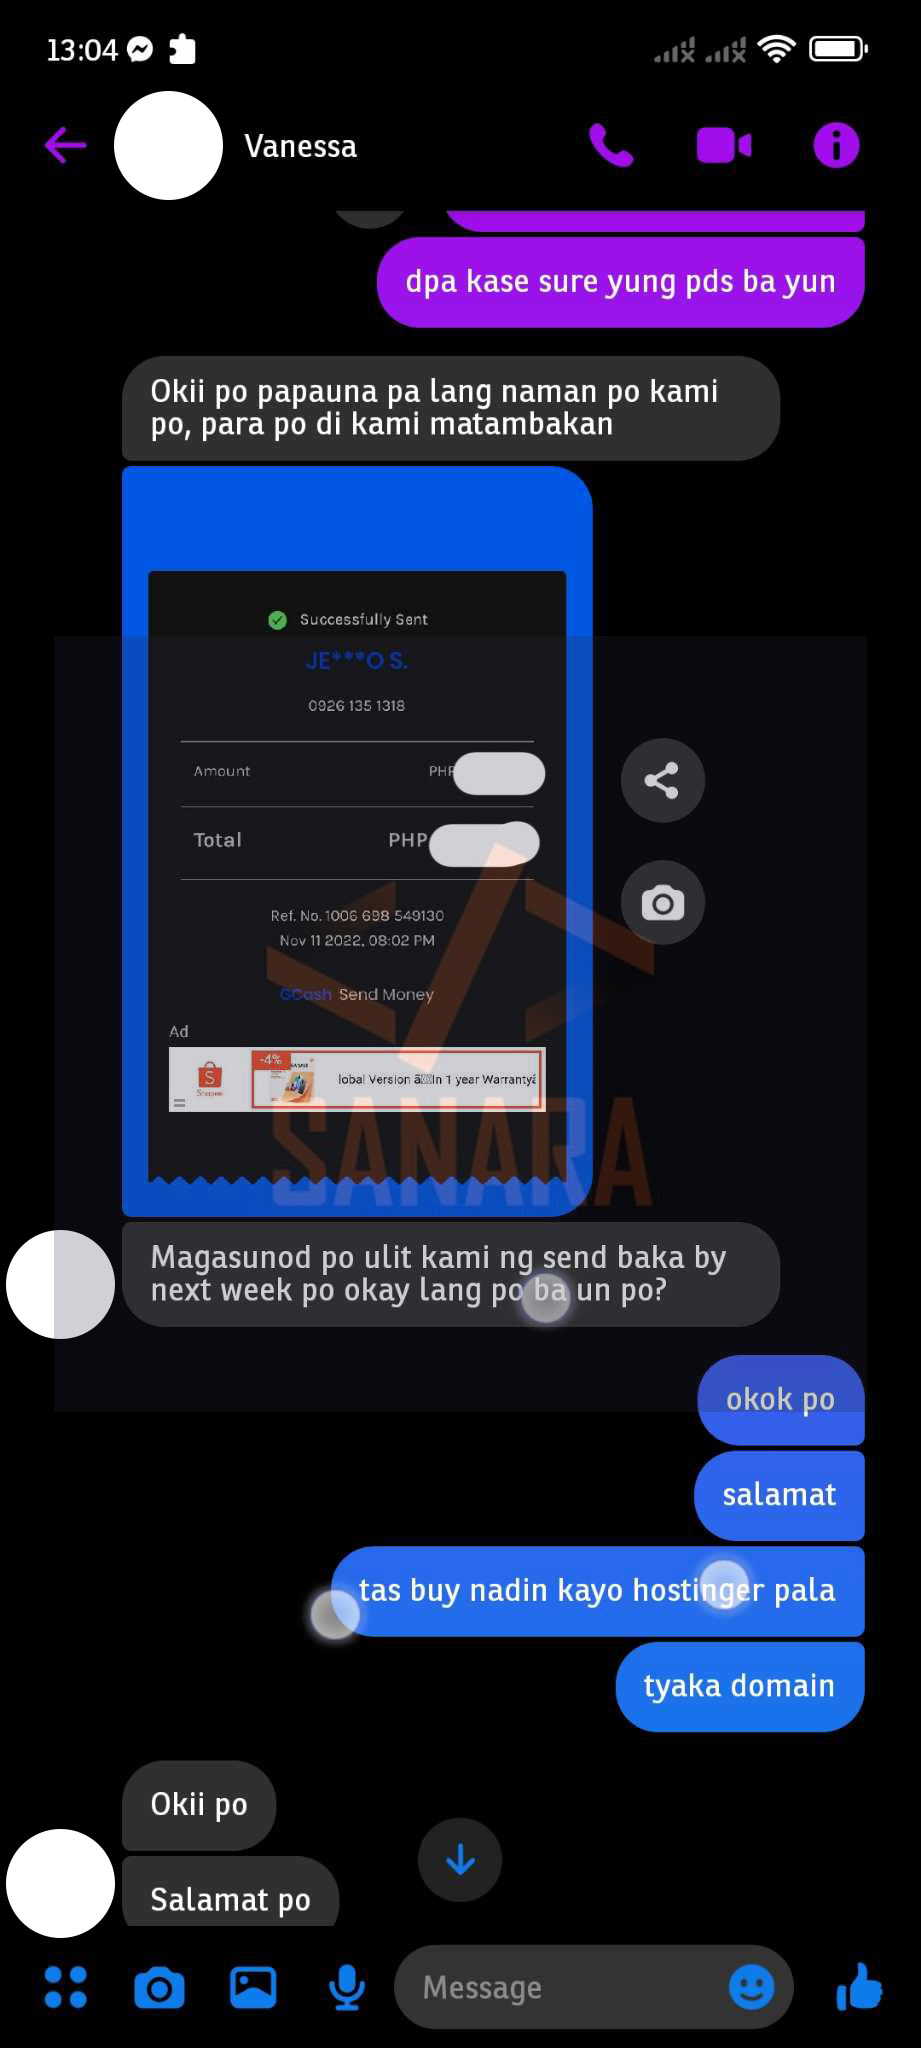 13:04
Vanessa
dpa kase sure yung pds ba yun
Okii po papauna pa lang naman po kami
po, para po di kami matambakan
Successfully Sent
JE***O S.
0926 135 1318
Amount PHP
Total PHP
Ref. No. 1006 698 549130
Nov 11 2022, 08:02 PM
GCash Send Money
Ad
-4%
Shopee
lobal Version In 1 year Warranty
SANARA
Magasunod po ulit kami ng send baka by
next week po okay lang po ba un po?
okok po
salamat
tas buy nadin kayo hostinger pala
tyaka domain
Okii po
Salamat po
Message